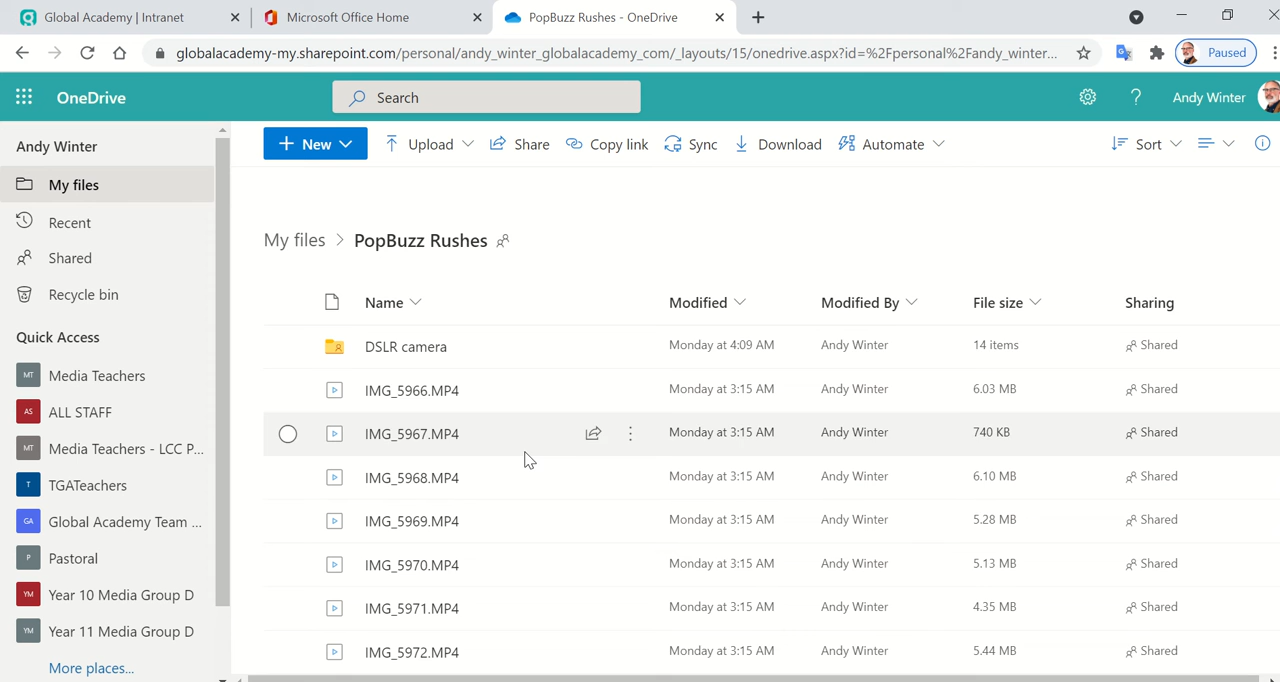 Global Academy | Intranet
Microsoft Office Home
PopBuzz Rushes - OneDrive
globalacademy-my.sharepoint.com/personal/andy_winter_globalacademy_com/_layouts/15/onedrive.aspx?id=%2Fpersonal%2Fandy_winter...
Paused
OneDrive
Search
?
Andy Winter
Andy Winter
My files
Recent
Shared
Recycle bin
Quick Access
MT Media Teachers
AS ALL STAFF
MT Media Teachers - LCC P...
T TGATeachers
GA Global Academy Team ...
P Pastoral
YM Year 10 Media Group D
YM Year 11 Media Group D
More places...
+ New
Upload
Share
Copy link
Sync
Download
Automate
Sort
My files > PopBuzz Rushes
Name Modified Modified By File size Sharing
DSLR camera Monday at 4:09 AM Andy Winter 14 items Shared
IMG_5966.MP4 Monday at 3:15 AM Andy Winter 6.03 MB Shared
IMG_5967.MP4 Monday at 3:15 AM Andy Winter 740 KB Shared
IMG_5968.MP4 Monday at 3:15 AM Andy Winter 6.10 MB Shared
IMG_5969.MP4 Monday at 3:15 AM Andy Winter 5.28 MB Shared
IMG_5970.MP4 Monday at 3:15 AM Andy Winter 5.13 MB Shared
IMG_5971.MP4 Monday at 3:15 AM Andy Winter 4.35 MB Shared
IMG_5972.MP4 Monday at 3:15 AM Andy Winter 5.44 MB Shared